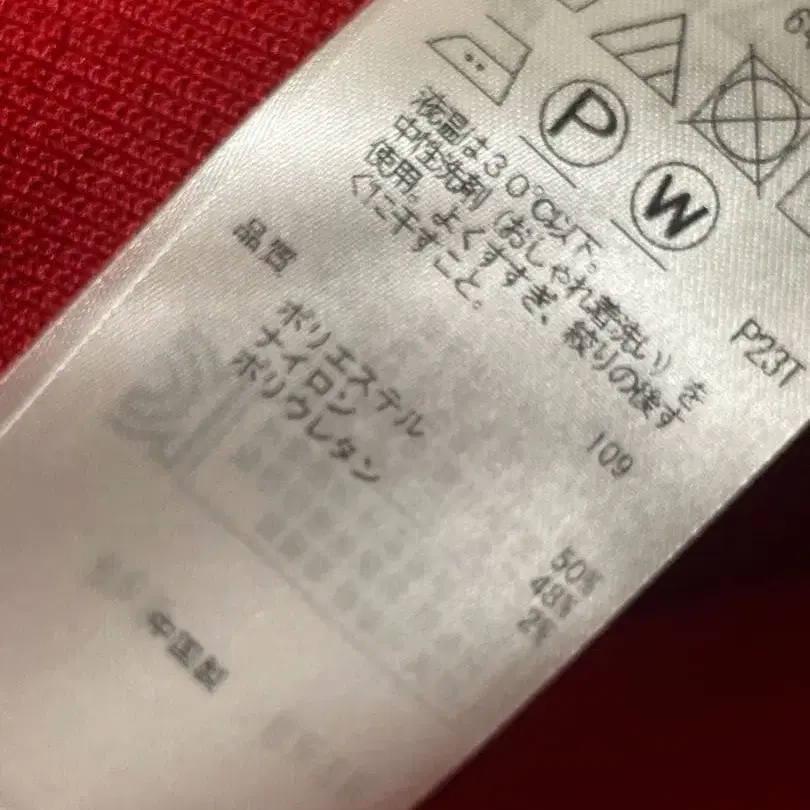 P
W
液温は30℃以下。
中性洗剤(おしゃれ着洗い)を
使用。よくすすぎ、絞りの後す
ぐに干すこと。
P23T
109
品質
ポリエステル 50%
ナイロン 48%
ポリウレタン 2%
中国製